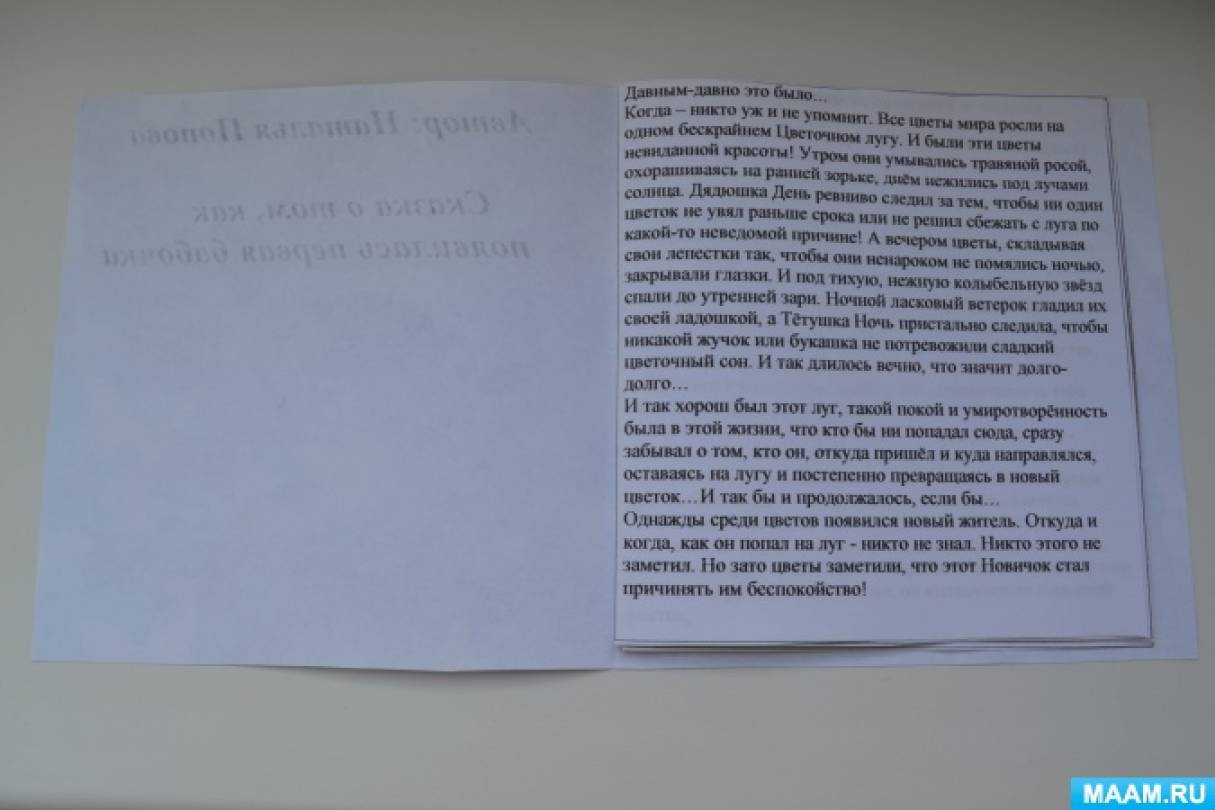 Автор: Наталья Попова
Сказка о том, как
появилась первая бабочка
Давным-давно это было...
Когда – никто уж и не упомнит. Все цветы мира росли на
одном бескрайнем Цветочном лугу. И были эти цветы
невиданной красоты! Утром они умывались травяной росой,
охорашиваясь на ранней зорьке, днём нежились под лучами
солнца. Дядюшка День ревниво следил за тем, чтобы ни один
цветок не увял раньше срока или не решил сбежать с луга по
какой-то неведомой причине! А вечером цветы, складывая
свои лепестки так, чтобы они ненароком не помялись ночью,
закрывали глазки. И под тихую, нежную колыбельную звёзд
спали до утренней зари. Ночной ласковый ветерок гладил их
своей ладошкой, а Тётушка Ночь пристально следила, чтобы
никакой жучок или букашка не потревожили сладкий
цветочный сон. И так длилось вечно, что значит долго-
долго...
И так хорош был этот луг, такой покой и умиротворённость
была в этой жизни, что кто бы ни попадал сюда, сразу
забывал о том, кто он, откуда пришёл и куда направлялся,
оставаясь на лугу и постепенно превращаясь в новый
цветок...И так бы и продолжалось, если бы...
Однажды среди цветов появился новый житель. Откуда и
когда, как он попал на луг - никто не знал. Никто этого не
заметил. Но зато цветы заметили, что этот Новичок стал
причинять им беспокойство!
MAAM.RU